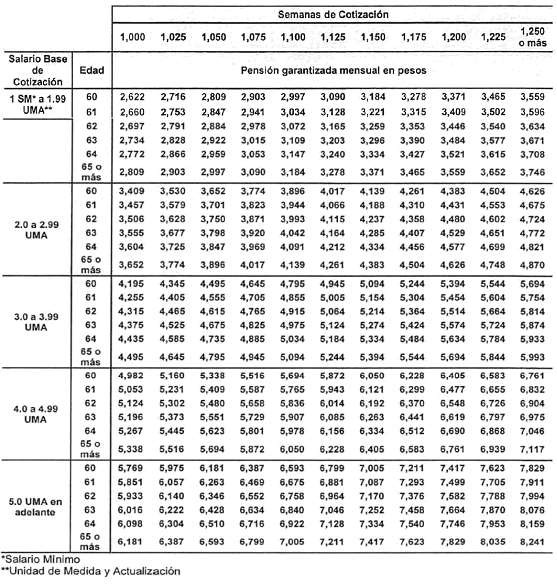 Semanas de Cotización
1,000 1,025 1,050 1,075 1,100 1,125 1,150 1,175 1,200 1,225 1,250 o más
Salario Base de Cotización Edad Pensión garantizada mensual en pesos
1 SM* a 1.99 UMA** 60 2,622 2,716 2,809 2,903 2,997 3,090 3,184 3,278 3,371 3,465 3,559
61 2,660 2,753 2,847 2,941 3,034 3,128 3,221 3,315 3,409 3,502 3,596
62 2,697 2,791 2,884 2,978 3,072 3,165 3,259 3,353 3,446 3,540 3,634
63 2,734 2,828 2,922 3,015 3,109 3,203 3,296 3,390 3,484 3,577 3,671
64 2,772 2,866 2,959 3,053 3,147 3,240 3,334 3,427 3,521 3,615 3,708
65 o más 2,809 2,903 2,997 3,090 3,184 3,278 3,371 3,465 3,559 3,652 3,746
2.0 a 2.99 UMA 60 3,409 3,530 3,652 3,774 3,896 4,017 4,139 4,261 4,383 4,504 4,626
61 3,457 3,579 3,701 3,823 3,944 4,066 4,188 4,310 4,431 4,553 4,675
62 3,506 3,628 3,750 3,871 3,993 4,115 4,237 4,358 4,480 4,602 4,724
63 3,555 3,677 3,798 3,920 4,042 4,164 4,285 4,407 4,529 4,651 4,772
64 3,604 3,725 3,847 3,969 4,091 4,212 4,334 4,456 4,577 4,699 4,821
65 o más 3,652 3,774 3,896 4,017 4,139 4,261 4,383 4,504 4,626 4,748 4,870
3.0 a 3.99 UMA 60 4,195 4,345 4,495 4,645 4,795 4,945 5,094 5,244 5,394 5,544 5,694
61 4,255 4,405 4,555 4,705 4,855 5,005 5,154 5,304 5,454 5,604 5,754
62 4,315 4,465 4,615 4,765 4,915 5,064 5,214 5,364 5,514 5,664 5,814
63 4,375 4,525 4,675 4,825 4,975 5,124 5,274 5,424 5,574 5,724 5,874
64 4,435 4,585 4,735 4,885 5,034 5,184 5,334 5,484 5,634 5,784 5,933
65 o más 4,495 4,645 4,795 4,945 5,094 5,244 5,394 5,544 5,694 5,844 5,993
4.0 a 4.99 UMA 60 4,982 5,160 5,338 5,516 5,694 5,872 6,050 6,228 6,405 6,583 6,761
61 5,053 5,231 5,409 5,587 5,765 5,943 6,121 6,299 6,477 6,655 6,832
62 5,124 5,302 5,480 5,658 5,836 6,014 6,192 6,370 6,548 6,726 6,904
63 5,196 5,373 5,551 5,729 5,907 6,085 6,263 6,441 6,619 6,797 6,975
64 5,267 5,445 5,623 5,801 5,978 6,156 6,334 6,512 6,690 6,868 7,046
65 o más 5,338 5,516 5,694 5,872 6,050 6,228 6,405 6,583 6,761 6,939 7,117
5.0 UMA en adelante 60 5,769 5,975 6,181 6,387 6,593 6,799 7,005 7,211 7,417 7,623 7,829
61 5,851 6,057 6,263 6,469 6,675 6,881 7,087 7,293 7,499 7,705 7,911
62 5,933 6,140 6,346 6,552 6,758 6,964 7,170 7,376 7,582 7,788 7,994
63 6,016 6,222 6,428 6,634 6,840 7,046 7,252 7,458 7,664 7,870 8,076
64 6,098 6,304 6,510 6,716 6,922 7,128 7,334 7,540 7,746 7,953 8,159
65 o más 6,181 6,387 6,593 6,799 7,005 7,211 7,417 7,623 7,829 8,035 8,241
*Salario Mínimo
**Unidad de Medida y Actualización